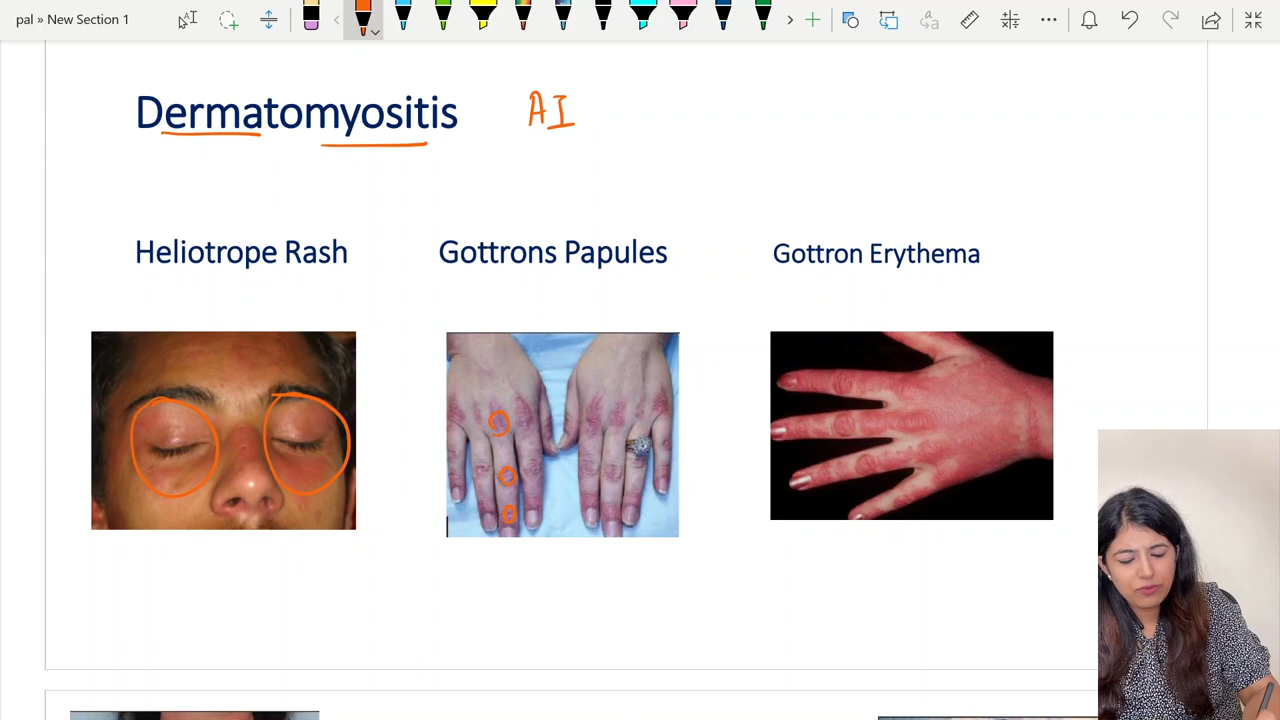 pal » New Section 1
Dermatomyositis AI
Heliotrope Rash Gottrons Papules Gottron Erythema